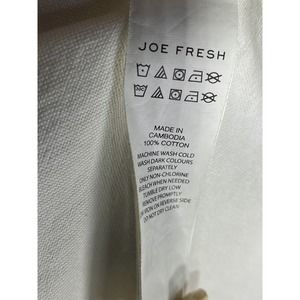 JOE FRESH
MADE IN
CAMBODIA
100% COTTON
MACHINE WASH COLD
WASH DARK COLOURS
SEPARATELY
ONLY NON-CHLORINE
BLEACH WHEN NEEDED
TUMBLE DRY LOW
REMOVE PROMPTLY
IRON ON REVERSE SIDE
DO NOT DRY CLEAN